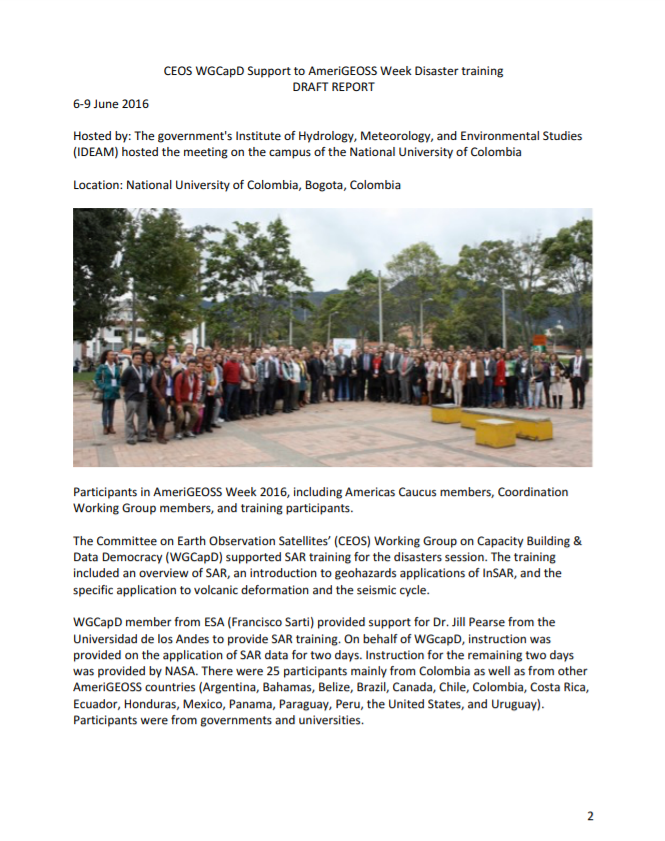 CEOS WGCapD Support to AmeriGEOSS Week Disaster training
DRAFT REPORT
6-9 June 2016
Hosted by: The government's Institute of Hydrology, Meteorology, and Environmental Studies
(IDEAM) hosted the meeting on the campus of the National University of Colombia
Location: National University of Colombia, Bogota, Colombia
Participants in AmeriGEOSS Week 2016, including Americas Caucus members, Coordination
Working Group members, and training participants.
The Committee on Earth Observation Satellites’ (CEOS) Working Group on Capacity Building &
Data Democracy (WGCapD) supported SAR training for the disasters session. The training
included an overview of SAR, an introduction to geohazards applications of InSAR, and the
specific application to volcanic deformation and the seismic cycle.
WGCapD member from ESA (Francisco Sarti) provided support for Dr. Jill Pearse from the
Universidad de los Andes to provide SAR training. On behalf of WGcapD, instruction was
provided on the application of SAR data for two days. Instruction for the remaining two days
was provided by NASA. There were 25 participants mainly from Colombia as well as from other
AmeriGEOSS countries (Argentina, Bahamas, Belize, Brazil, Canada, Chile, Colombia, Costa Rica,
Ecuador, Honduras, Mexico, Panama, Paraguay, Peru, the United States, and Uruguay).
Participants were from governments and universities.
2